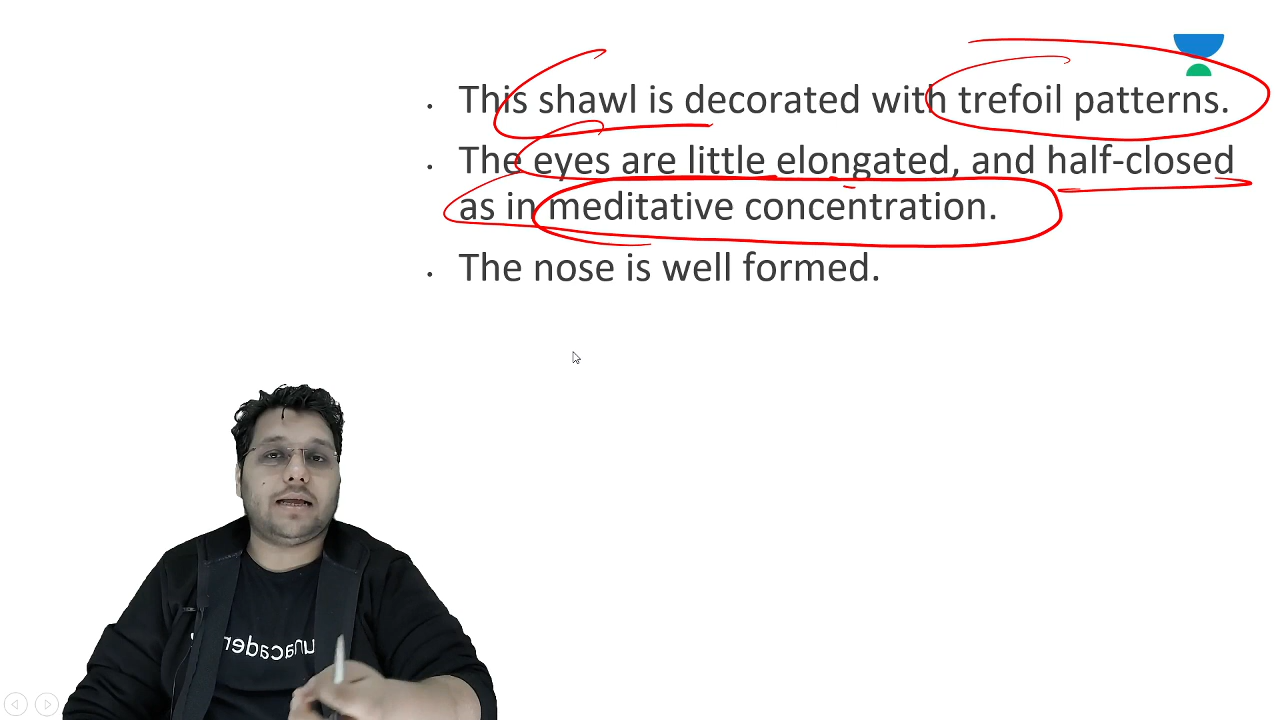 This shawl is decorated with trefoil patterns.
The eyes are little elongated, and half-closed
as in meditative concentration.
The nose is well formed.
unacadem